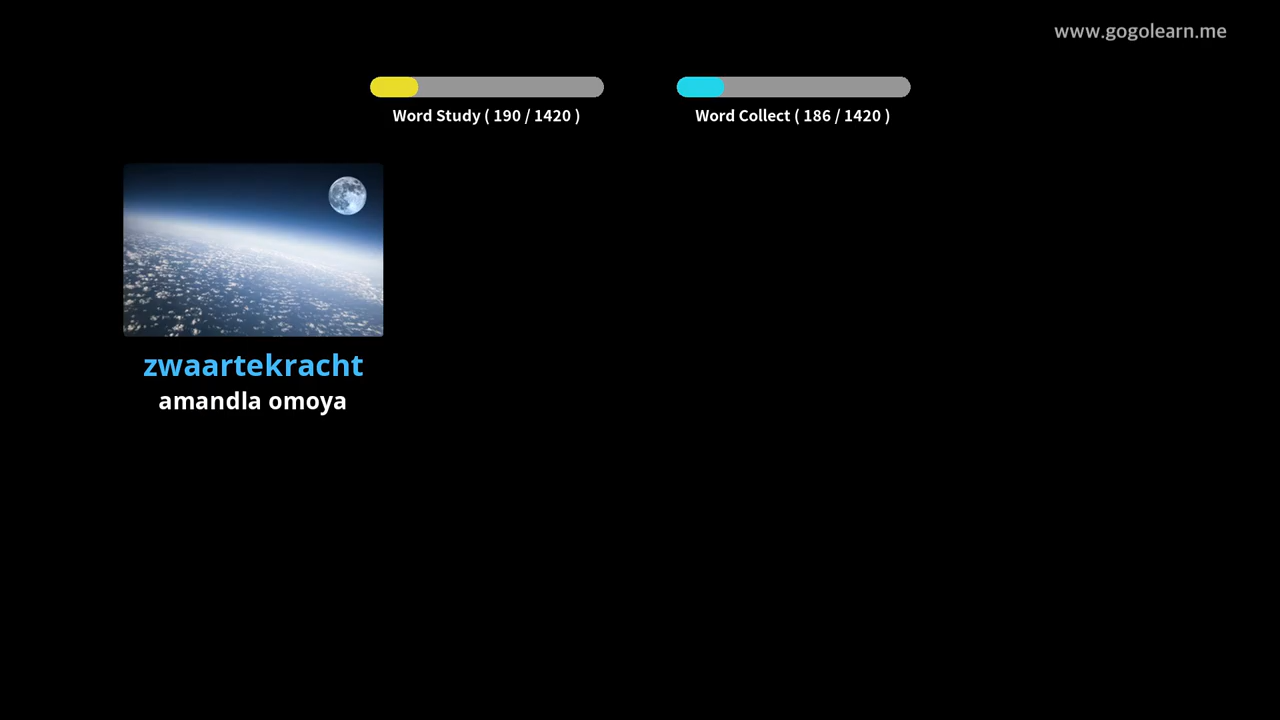 www.gogolearn.me
Word Study ( 190 / 1420 )
Word Collect ( 186 / 1420 )
zwaartekracht
amandla omoya